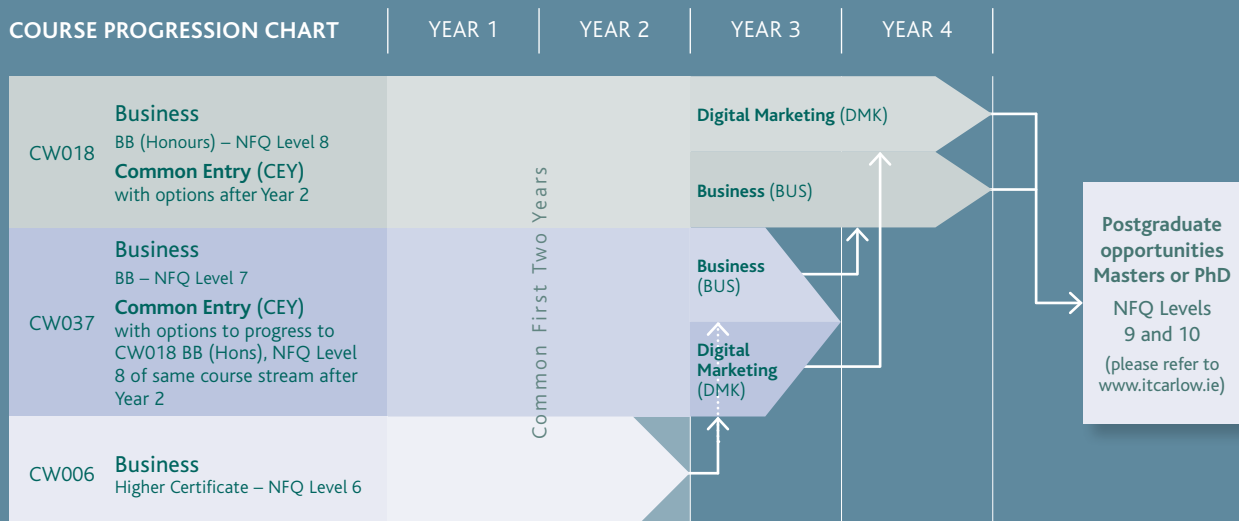 COURSE PROGRESSION CHART
YEAR 1
YEAR 2
YEAR 3
YEAR 4
CW018
Business
BB (Honours) – NFQ Level 8
Common Entry (CEY)
with options after Year 2
Digital Marketing (DMK)
Business (BUS)
Common First Two Years
CW037
Business
BB – NFQ Level 7
Common Entry (CEY)
with options to progress to
CW018 BB (Hons), NFQ Level
8 of same course stream after
Year 2
Business
(BUS)
Digital
Marketing
(DMK)
CW006
Business
Higher Certificate – NFQ Level 6
Postgraduate
opportunities
Masters or PhD
NFQ Levels
9 and 10
(please refer to
www.itcarlow.ie)